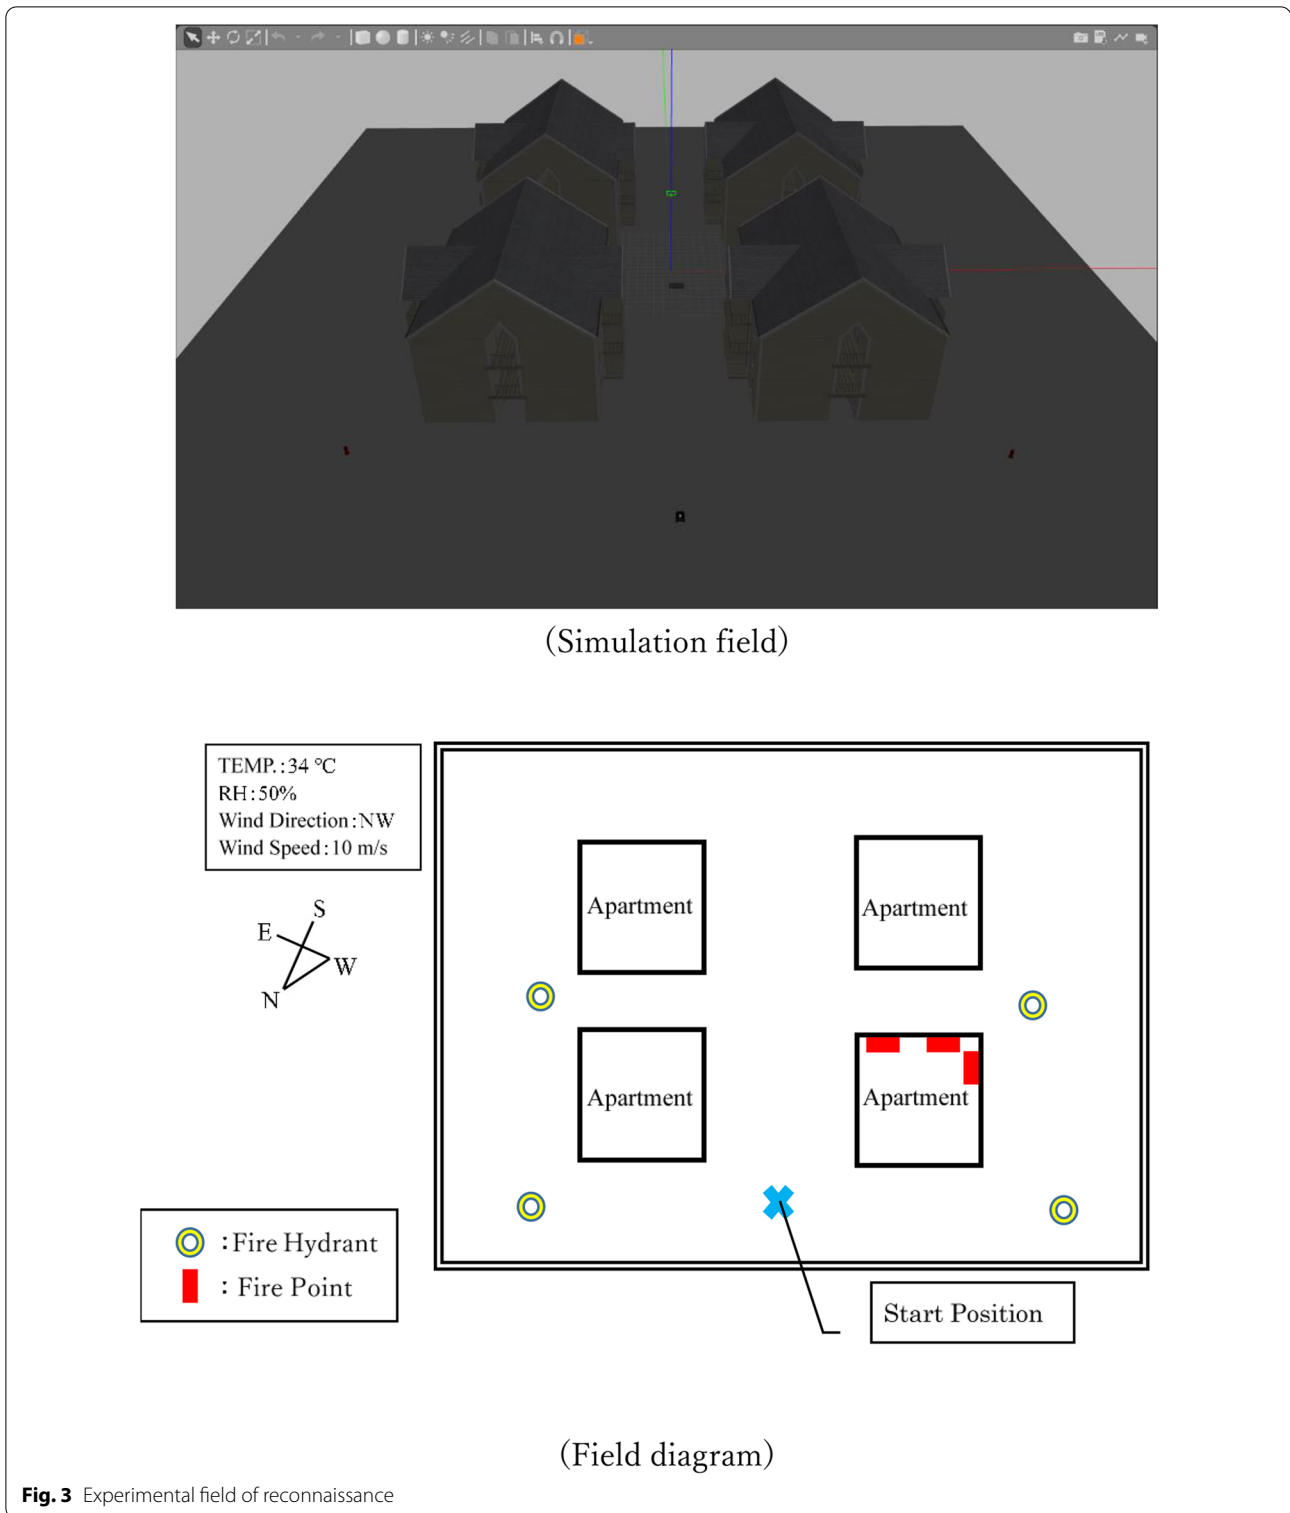 (Simulation field)
TEMP.:34 ℃
RH:50%
Wind Direction:NW
Wind Speed:10 m/s
S
E
W
N
Apartment
Apartment
Apartment
Apartment
:Fire Hydrant
: Fire Point
Start Position
(Field diagram)
Fig. 3 Experimental field of reconnaissance